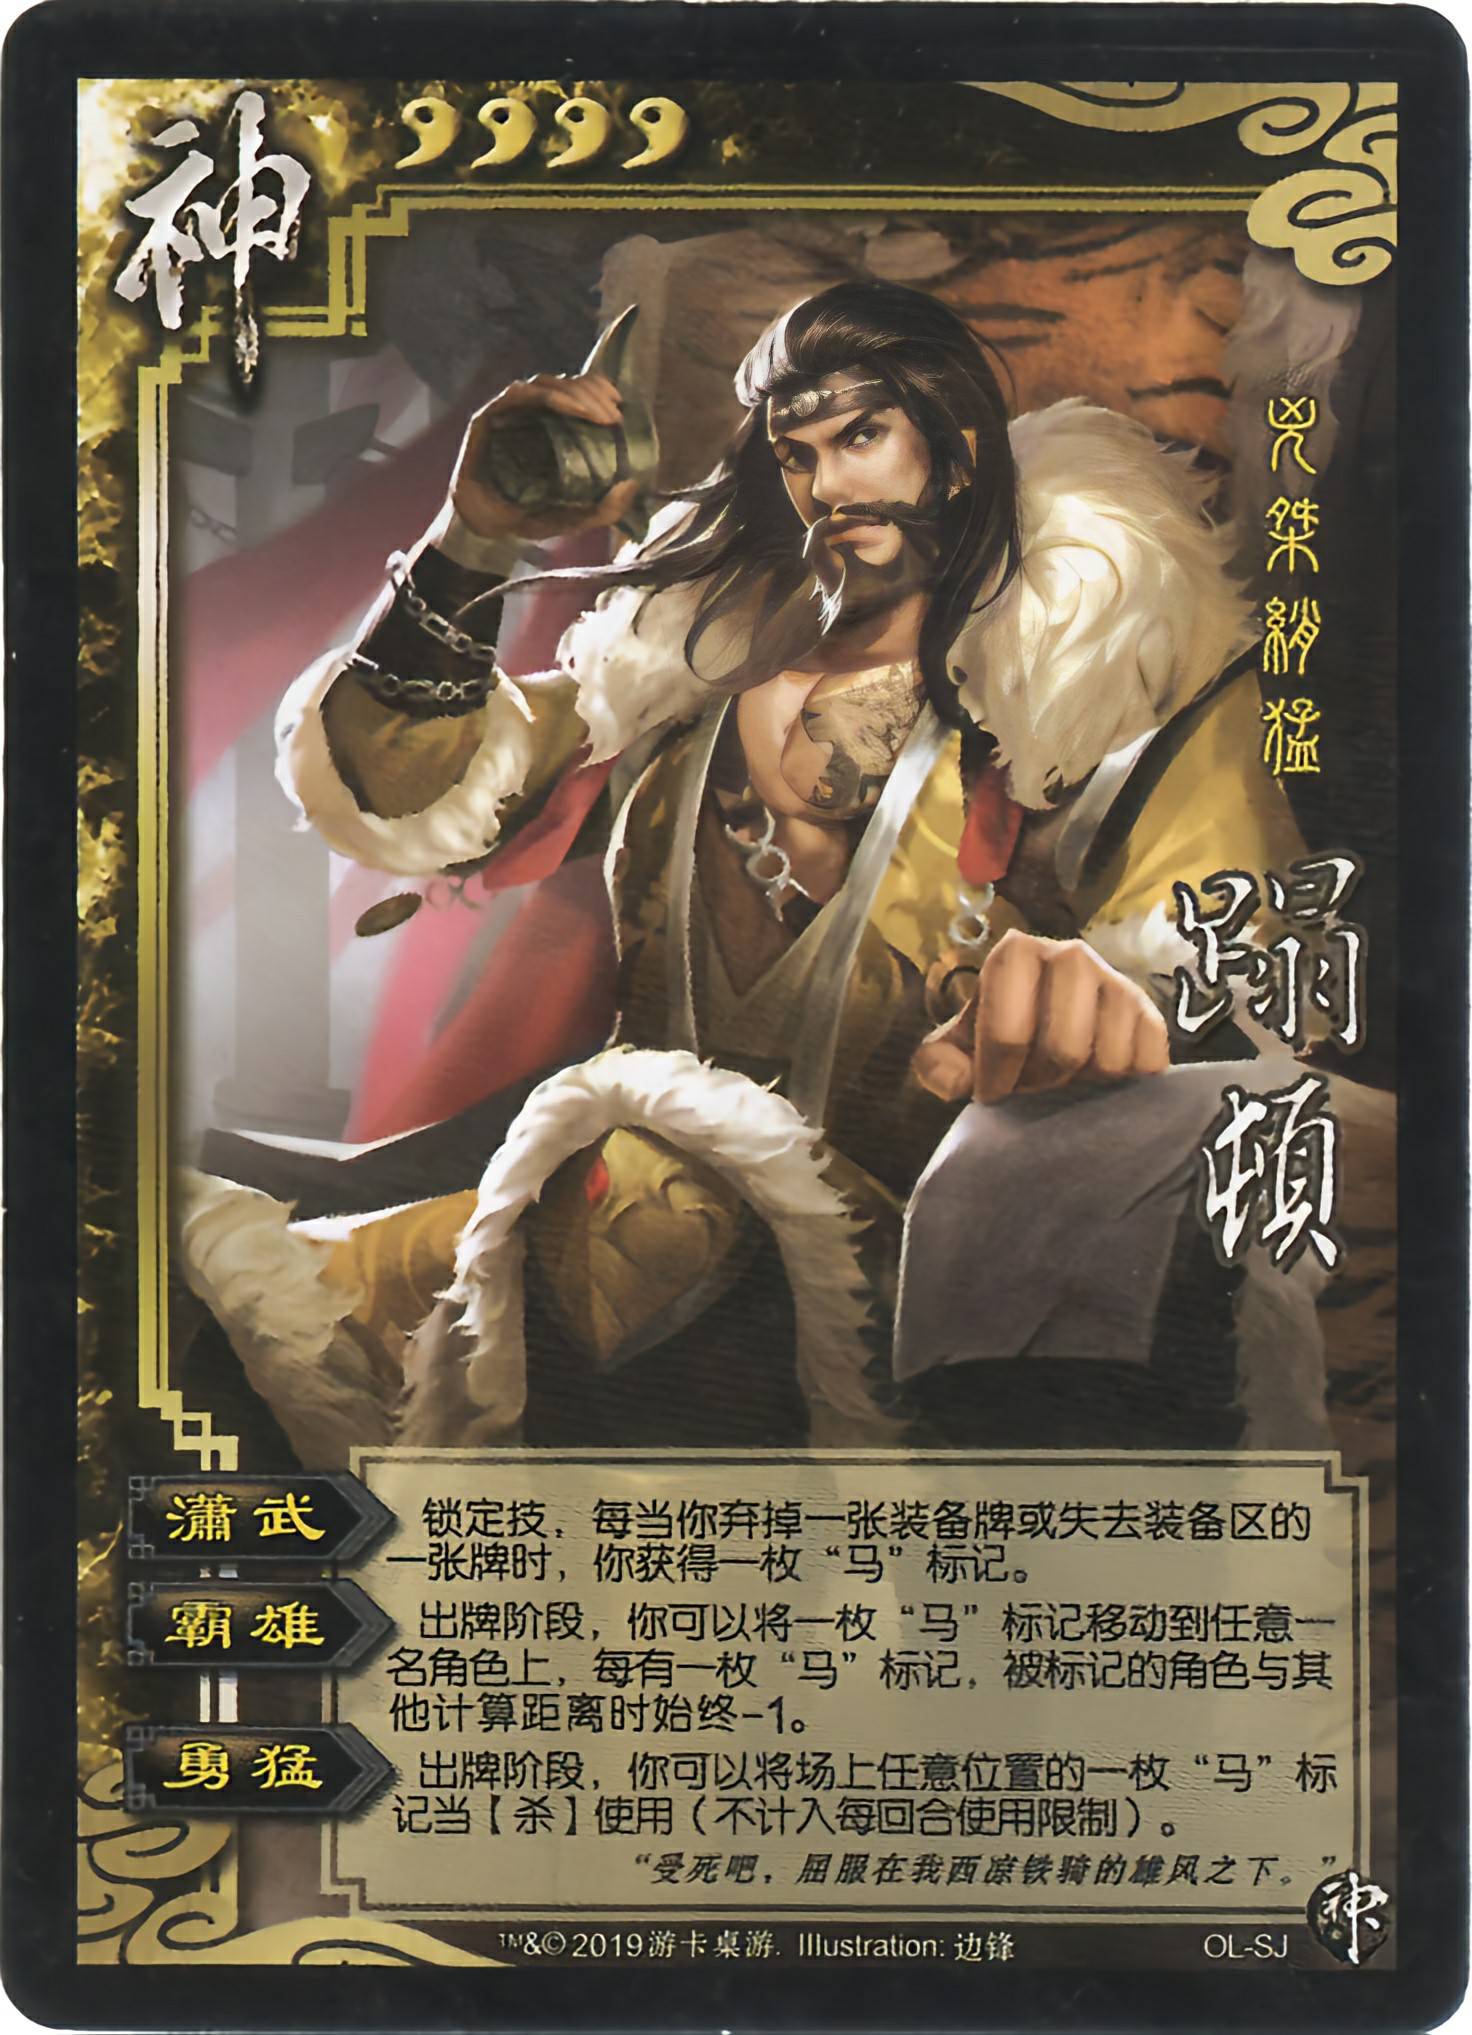 神
兇桀綃猛
蹋頓
瀟武
锁定技，每当你弃掉一张装备牌或失去装备区的
一张牌时，你获得一枚“马”标记。
霸雄
出牌阶段，你可以将一枚“马”标记移动到任意一
名角色上，每有一枚“马”标记，被标记的角色与其
他计算距离时始终-1。
勇猛
出牌阶段，你可以将场上任意位置的一枚“马”标
记当【杀】使用（不计入每回合使用限制）。
“受死吧，屈服在我西凉铁骑的雄风之下。”
™&©2019游卡桌游. Illustration: 边锋
OL-SJ
神